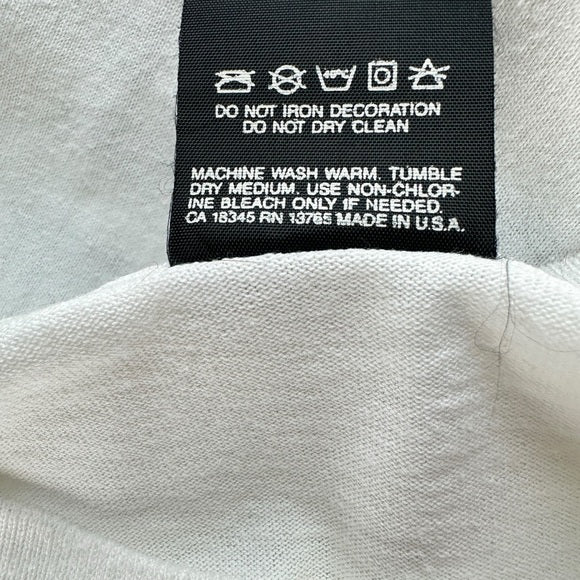 40°C
DO NOT IRON DECORATION
DO NOT DRY CLEAN
MACHINE WASH WARM. TUMBLE
DRY MEDIUM. USE NON-CHLOR-
INE BLEACH ONLY IF NEEDED.
CA 18345 RN 13765 MADE IN U.S.A.